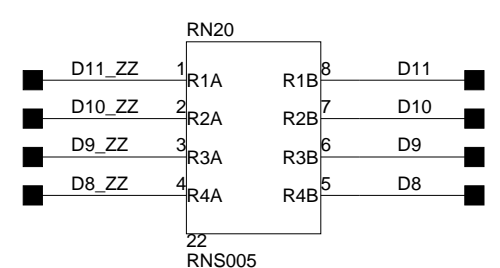 RN20
D11_ZZ 1 R1A R1B 8 D11
D10_ZZ 2 R2A R2B 7 D10
D9_ZZ 3 R3A R3B 6 D9
D8_ZZ 4 R4A R4B 5 D8
22
RNS005